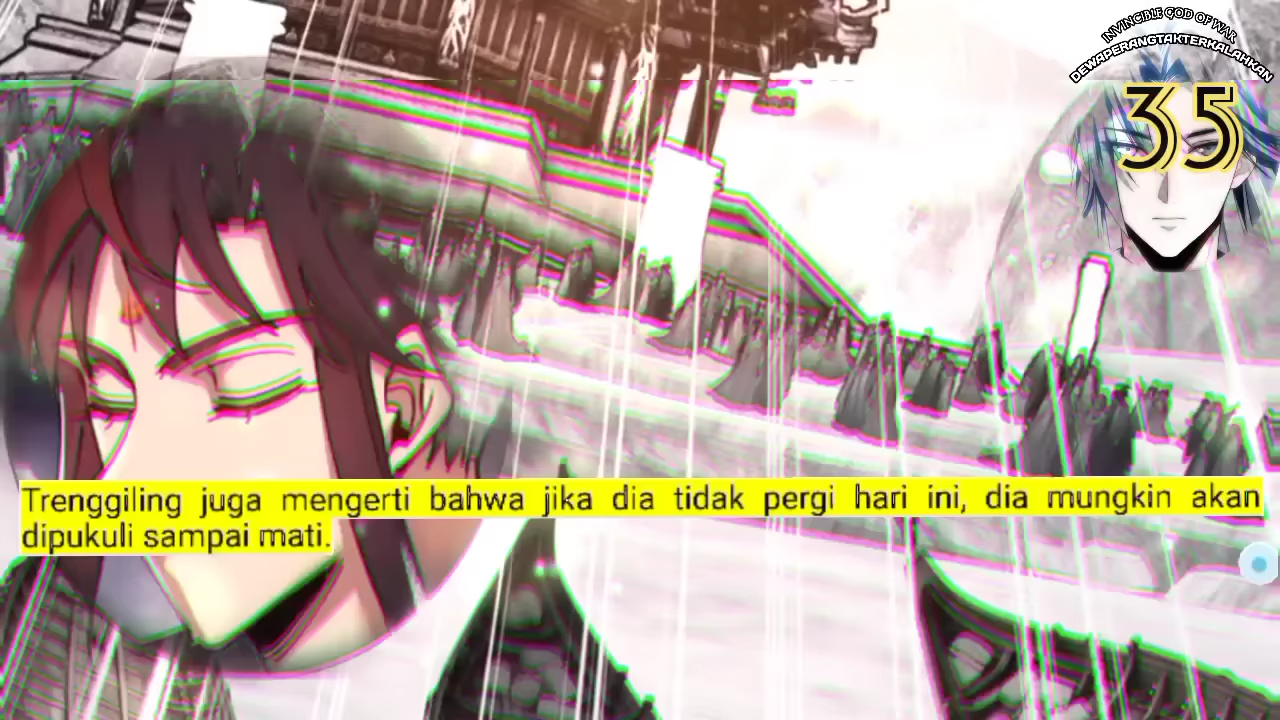 INVINCIBLE GOD OF WAR
DEWAPERANGTAKTERKALAHKAN
35
Trenggiling juga mengerti bahwa jika dia tidak pergi hari ini, dia mungkin akan
dipukuli sampai mati.